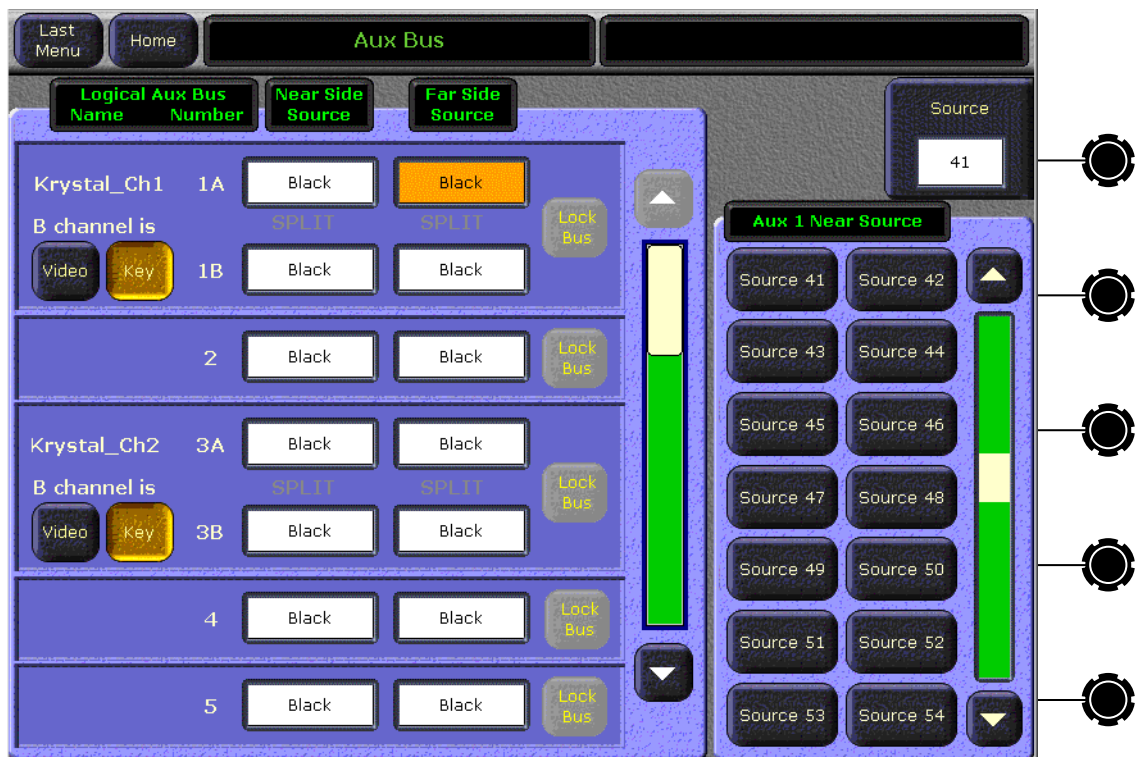 Last
Menu
Home
Aux Bus
Logical Aux Bus
Name Number
Near Side
Source
Far Side
Source
Source
41
Krystal_Ch1 1A Black Black
B channel is SPLIT SPLIT
Lock
Bus
Video Key 1B Black Black
2 Black Black
Lock
Bus
Krystal_Ch2 3A Black Black
B channel is SPLIT SPLIT
Lock
Bus
Video Key 3B Black Black
4 Black Black
Lock
Bus
5 Black Black
Lock
Bus
Aux 1 Near Source
Source 41 Source 42
Source 43 Source 44
Source 45 Source 46
Source 47 Source 48
Source 49 Source 50
Source 51 Source 52
Source 53 Source 54